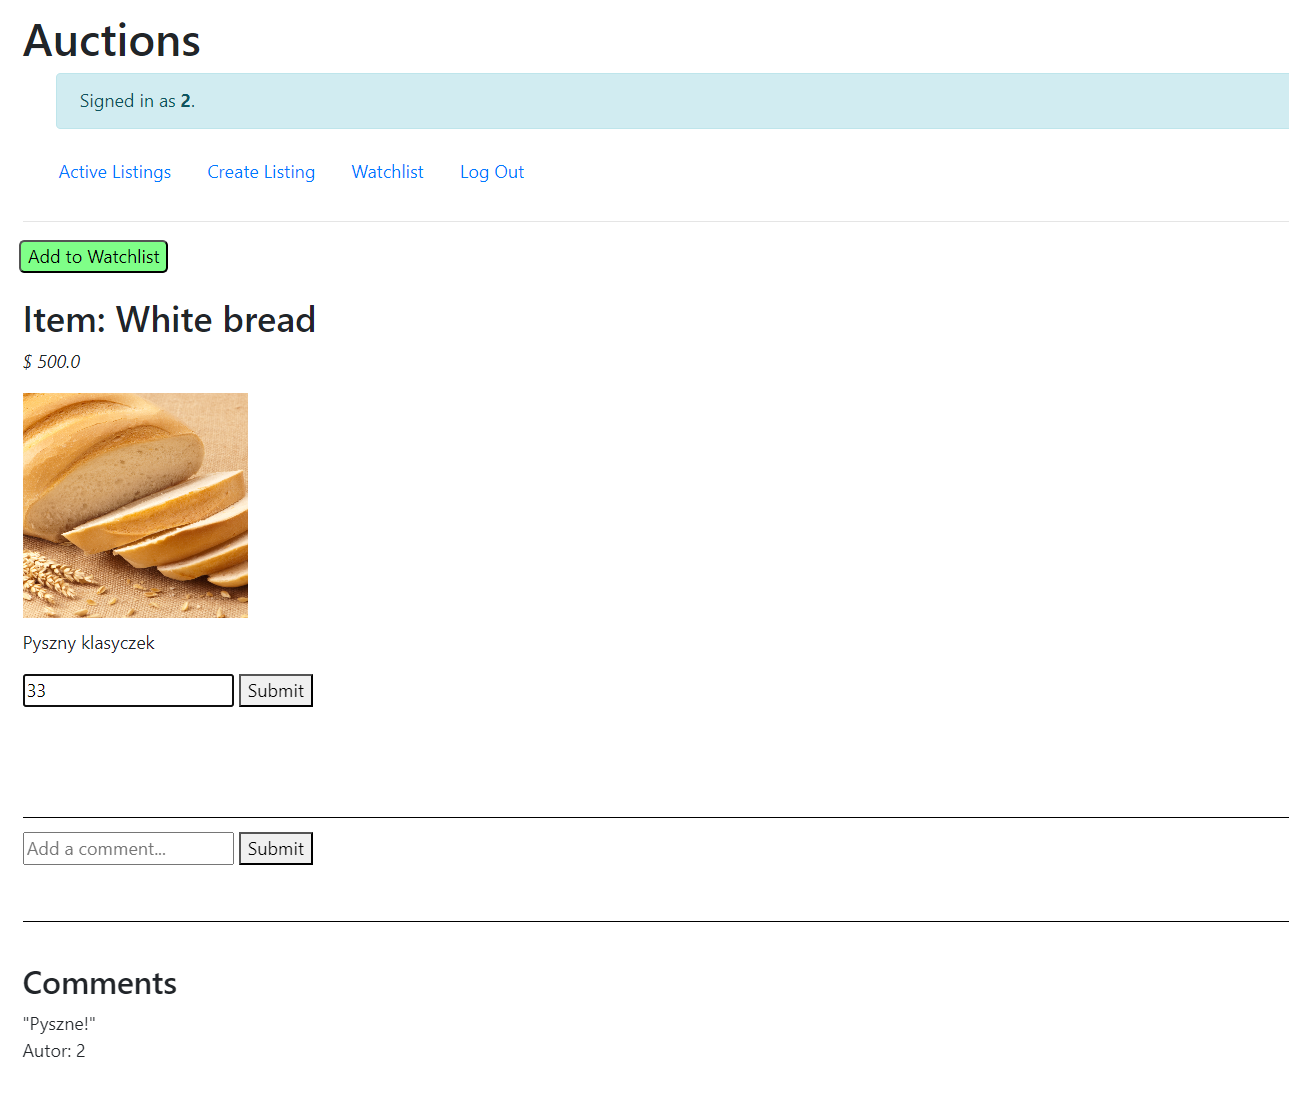 Auctions
Signed in as 2.
Active Listings Create Listing Watchlist Log Out
Add to Watchlist
Item: White bread
$ 500.0
Pyszny klasyczek
33 Submit
Add a comment... Submit
Comments
"Pyszne!"
Autor: 2